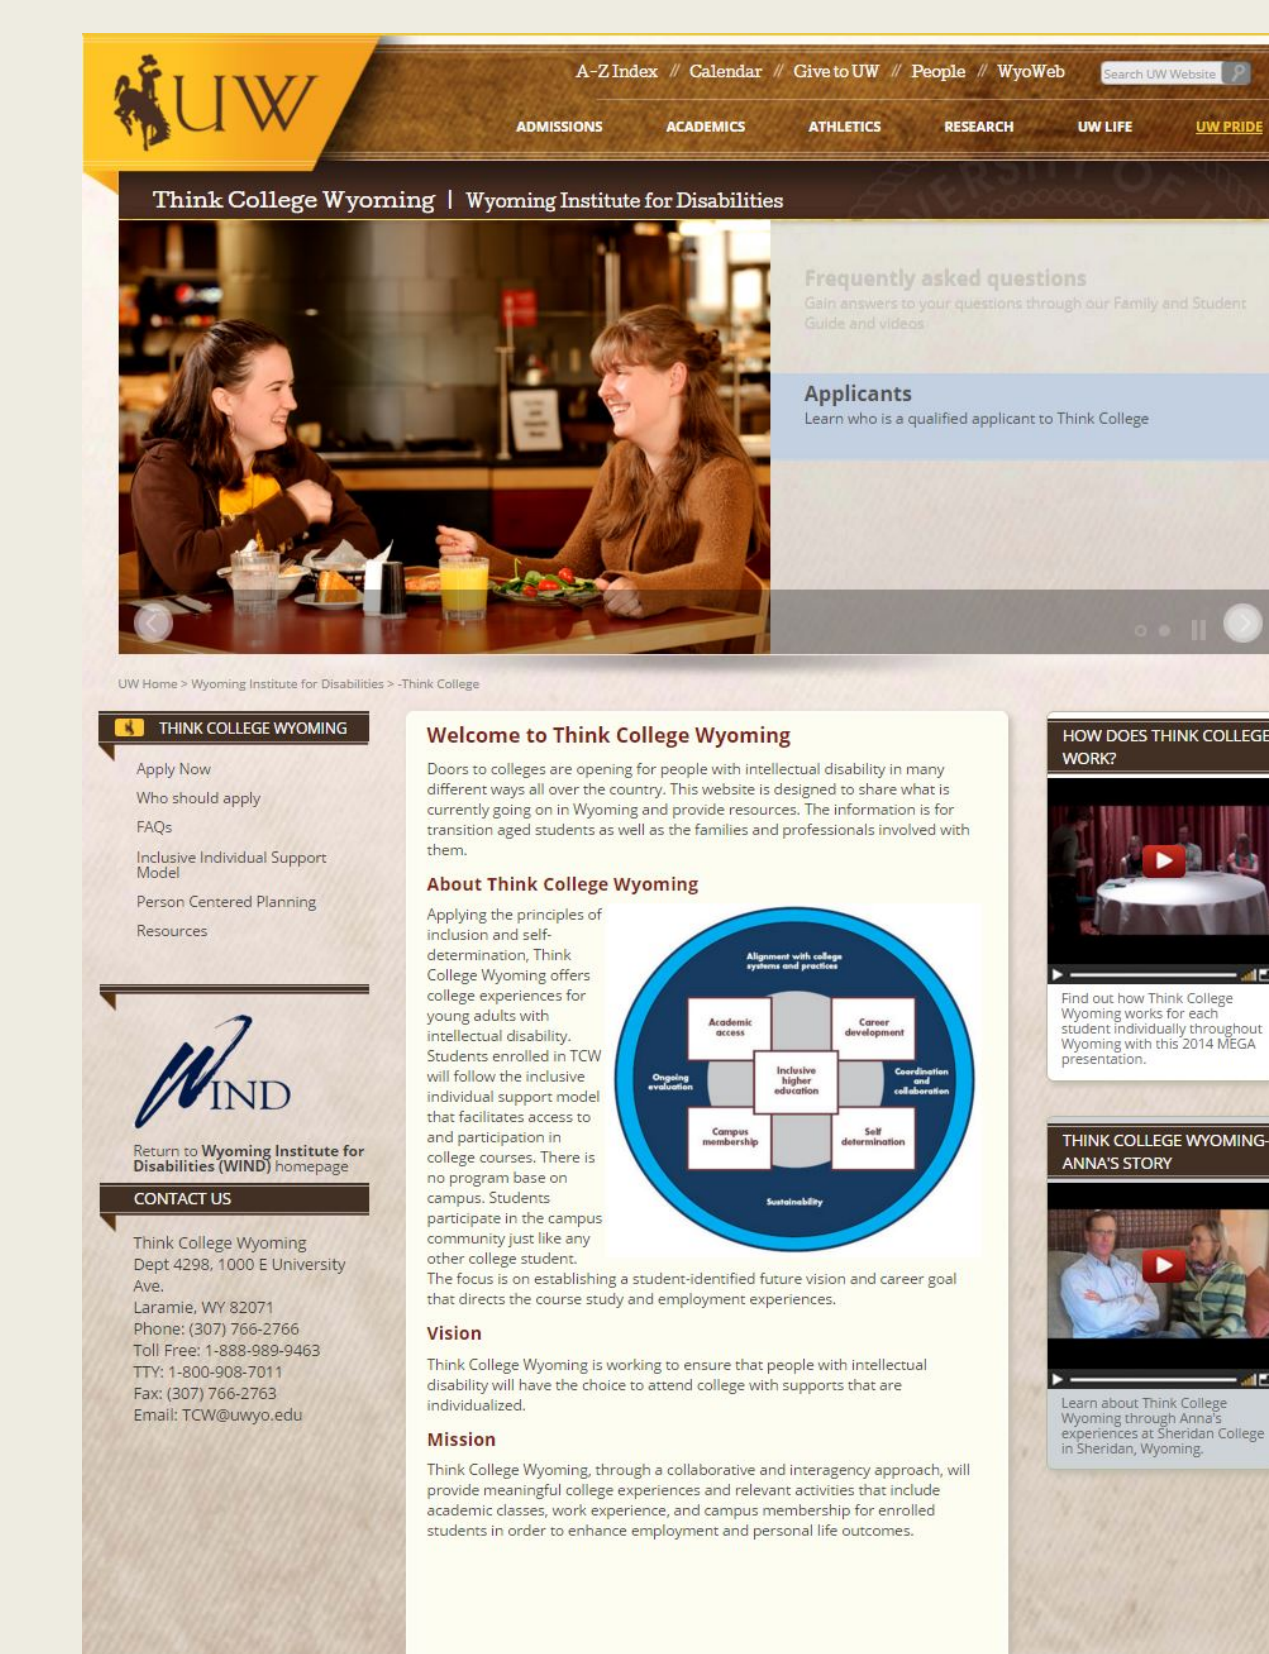 UW
A-Z Index // Calendar // Give to UW // People // WyoWeb
Search UW Website
ADMISSIONS ACADEMICS ATHLETICS RESEARCH UW LIFE UW PRIDE
Think College Wyoming | Wyoming Institute for Disabilities
Frequently asked questions
Gain answers to your questions through our Family and Student
Guide and videos
Applicants
Learn who is a qualified applicant to Think College
UW Home > Wyoming Institute for Disabilities > -Think College
THINK COLLEGE WYOMING
Apply Now
Who should apply
FAQs
Inclusive Individual Support
Model
Person Centered Planning
Resources
WIND
Return to Wyoming Institute for
Disabilities (WIND) homepage
CONTACT US
Think College Wyoming
Dept 4298, 1000 E University
Ave.
Laramie, WY 82071
Phone: (307) 766-2766
Toll Free: 1-888-989-9463
TTY: 1-800-908-7011
Fax: (307) 766-2763
Email: TCW@uwyo.edu
Welcome to Think College Wyoming
Doors to colleges are opening for people with intellectual disability in many
different ways all over the country. This website is designed to share what is
currently going on in Wyoming and provide resources. The information is for
transition aged students as well as the families and professionals involved with
them.
About Think College Wyoming
Applying the principles of
inclusion and self-
determination, Think
College Wyoming offers
college experiences for
young adults with
intellectual disability.
Students enrolled in TCW
will follow the inclusive
individual support model
that facilitates access to
and participation in
college courses. There is
no program base on
campus. Students
participate in the campus
community just like any
other college student.
The focus is on establishing a student-identified future vision and career goal
that directs the course study and employment experiences.
Alignment with college
systems and practices
Academic
access
Career
development
Ongoing
evaluation
Inclusive
higher
education
Coordination
and
collaboration
Campus
membership
Self
determination
Sustainability
Vision
Think College Wyoming is working to ensure that people with intellectual
disability will have the choice to attend college with supports that are
individualized.
Mission
Think College Wyoming, through a collaborative and interagency approach, will
provide meaningful college experiences and relevant activities that include
academic classes, work experience, and campus membership for enrolled
students in order to enhance employment and personal life outcomes.
HOW DOES THINK COLLEGE
WORK?
Find out how Think College
Wyoming works for each
student individually throughout
Wyoming with this 2014 MEGA
presentation.
THINK COLLEGE WYOMING-
ANNA'S STORY
Learn about Think College
Wyoming through Anna's
experiences at Sheridan College
in Sheridan, Wyoming.